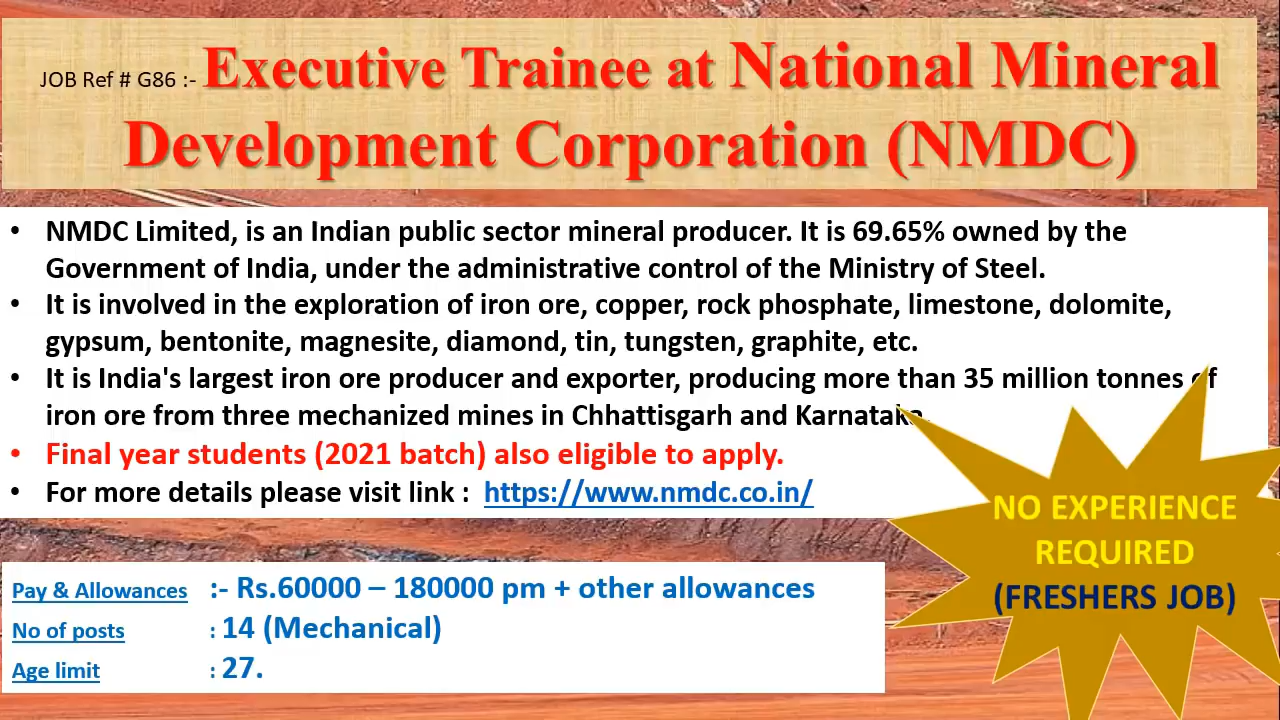 JOB Ref # G86 :- Executive Trainee at National Mineral
Development Corporation (NMDC)
• NMDC Limited, is an Indian public sector mineral producer. It is 69.65% owned by the
Government of India, under the administrative control of the Ministry of Steel.
• It is involved in the exploration of iron ore, copper, rock phosphate, limestone, dolomite,
gypsum, bentonite, magnesite, diamond, tin, tungsten, graphite, etc.
• It is India's largest iron ore producer and exporter, producing more than 35 million tonnes of
iron ore from three mechanized mines in Chhattisgarh and Karnataka.
• Final year students (2021 batch) also eligible to apply.
• For more details please visit link : https://www.nmdc.co.in/
NO EXPERIENCE
REQUIRED
(FRESHERS JOB)
Pay & Allowances :- Rs.60000 – 180000 pm + other allowances
No of posts : 14 (Mechanical)
Age limit : 27.